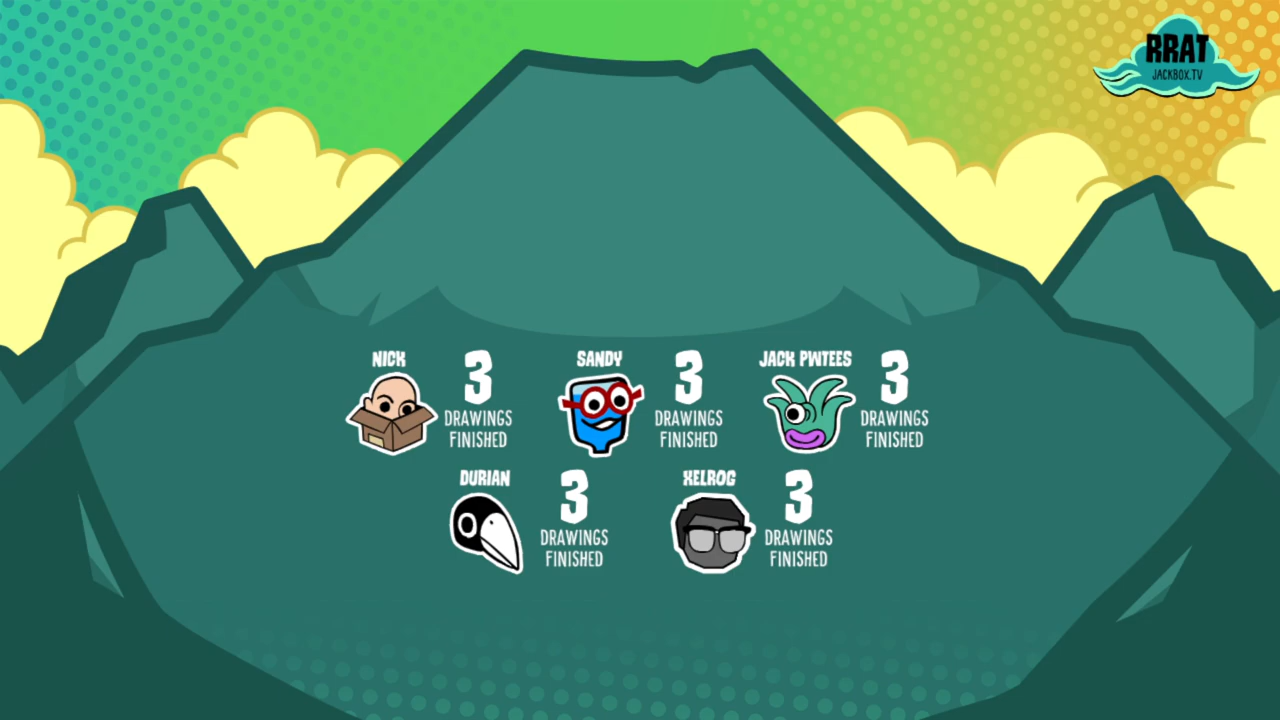 RRAT
JACKBOX.TV
NICK
3
DRAWINGS
FINISHED
SANDY
3
DRAWINGS
FINISHED
JACK PWTEES
3
DRAWINGS
FINISHED
DURIAN
3
DRAWINGS
FINISHED
XELROG
3
DRAWINGS
FINISHED